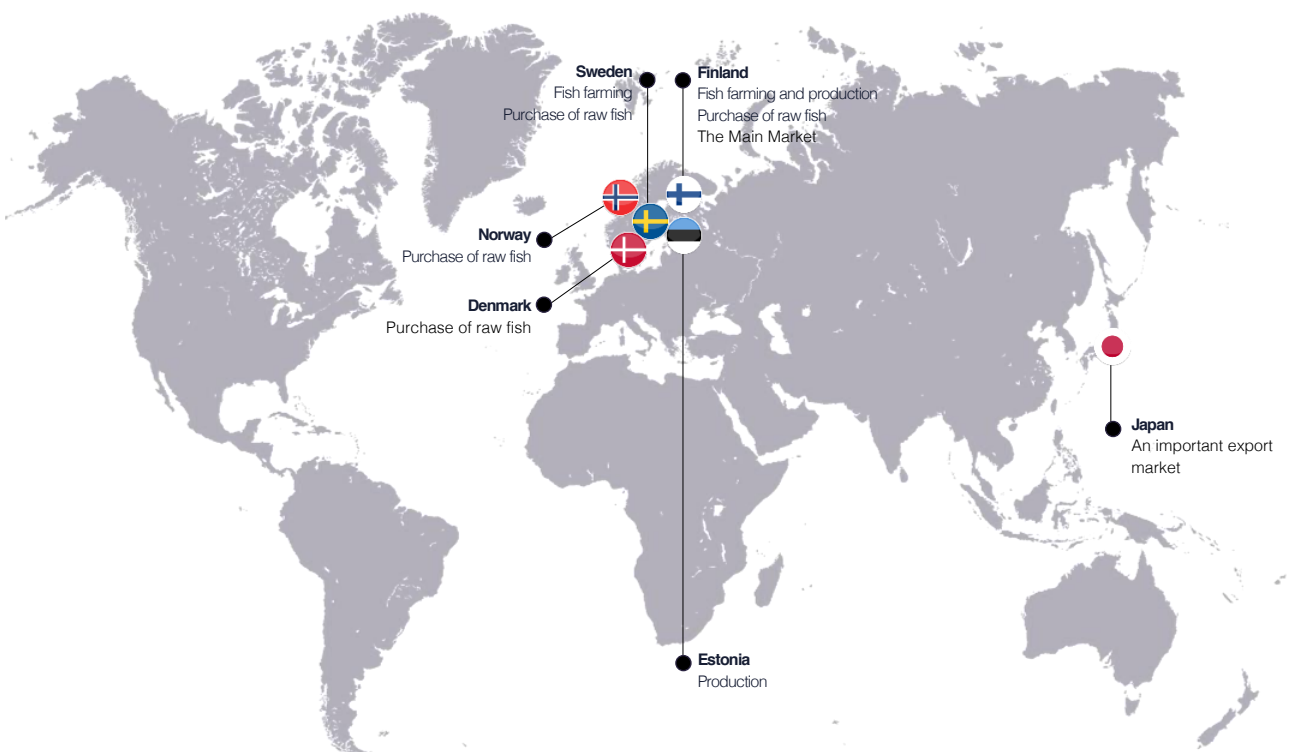 Sweden
Fish farming
Purchase of raw fish
Finland
Fish farming and production
Purchase of raw fish
The Main Market
Norway
Purchase of raw fish
Denmark
Purchase of raw fish
Japan
An important export
market
Estonia
Production